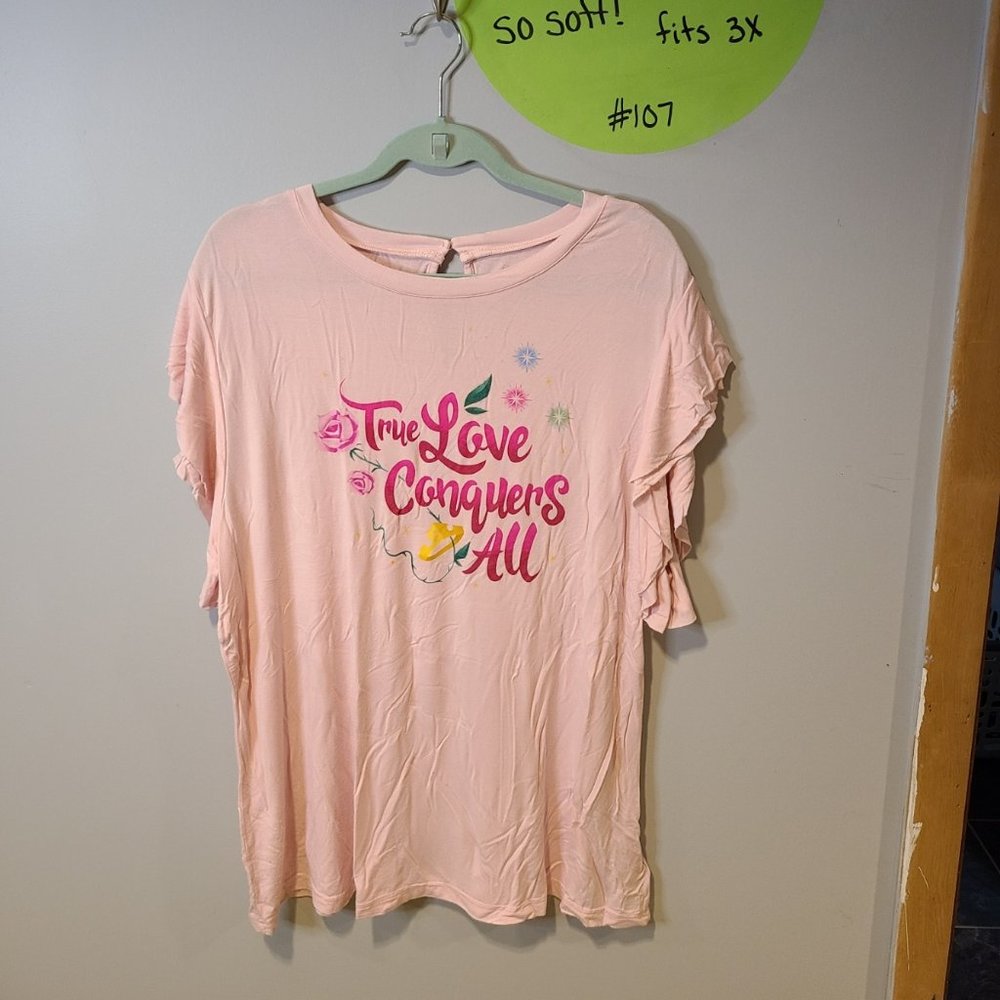 so soft! fits 3X
#107
True Love
Conquers
All